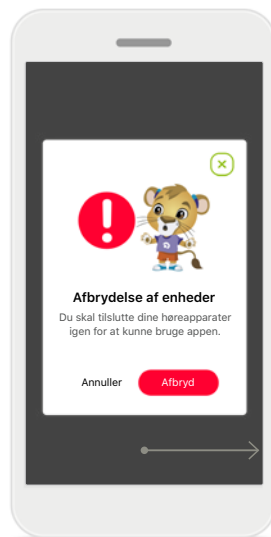 Afbrydelse af enheder
Du skal tilslutte dine høreapparater
igen for at kunne bruge appen.
Annuller
Afbryd